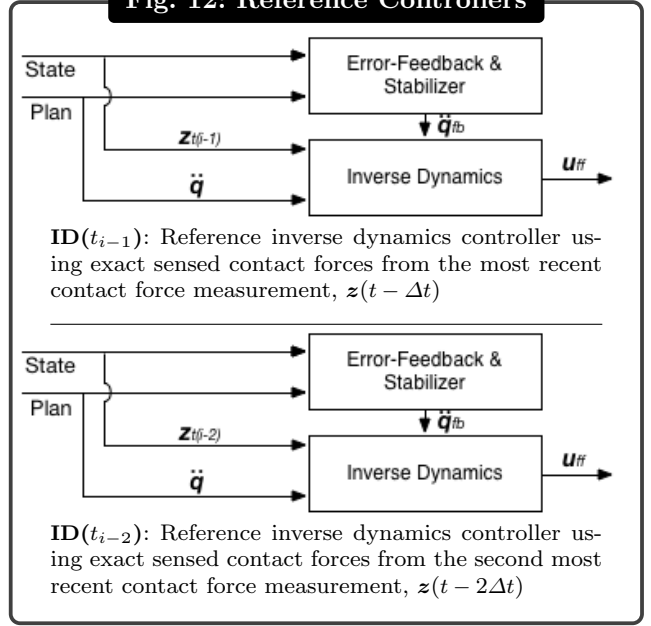 Fig. 12: Reference Controllers
State
Error-Feedback &
Stabilizer
Plan
q̈fb
zt(i-1)
uff
Inverse Dynamics
q̈
ID(tᵢ₋₁): Reference inverse dynamics controller us-
ing exact sensed contact forces from the most recent
contact force measurement, z(t − Δt)
State
Error-Feedback &
Stabilizer
Plan
q̈fb
zt(i-2)
uff
Inverse Dynamics
q̈
ID(tᵢ₋₂): Reference inverse dynamics controller us-
ing exact sensed contact forces from the second most
recent contact force measurement, z(t − 2Δt)